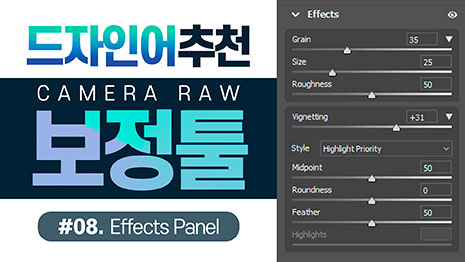 드자인어추천
CAMERA RAW
보정툴
#08. Effects Panel
Effects
Grain 35
Size 25
Roughness 50
Vignetting +31
Style Highlight Priority
Midpoint 50
Roundness 0
Feather 50
Highlights